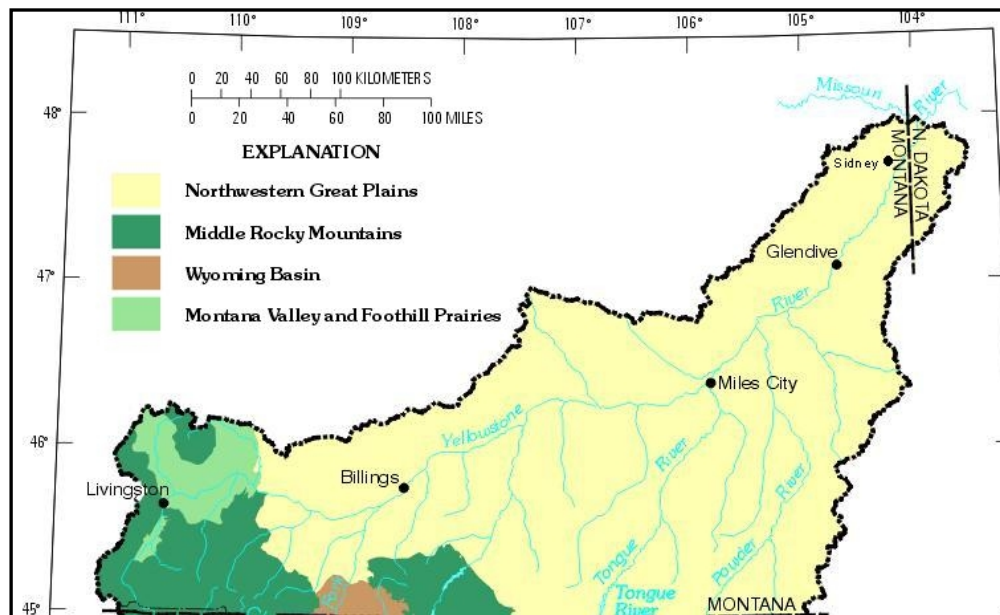 111° 110° 109° 108° 107° 106° 105° 104°
0 20 40 60 80 100 KILOMETERS
0 20 40 60 80 100 MILES
Missouri River
48°
EXPLANATION
N. DAKOTA
MONTANA
Sidney
Northwestern Great Plains
Middle Rocky Mountains
Glendive
47°
Wyoming Basin
River
Montana Valley and Foothill Prairies
Miles City
46°
Yellowstone
River
Billings
River
Livingston
Tongue
Powder
Tongue
River
45°
MONTANA